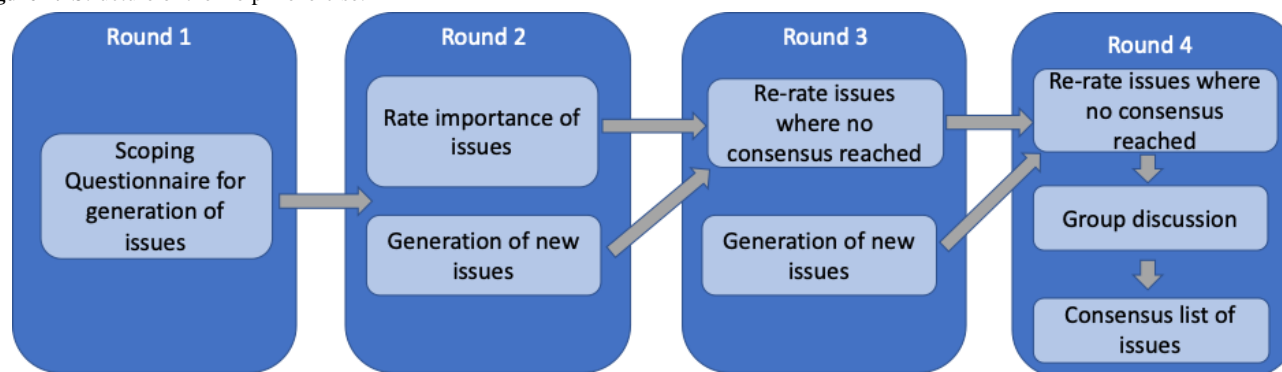 Round 1
Scoping
Questionnaire for
generation of
issues
Round 2
Rate importance of
issues
Generation of new
issues
Round 3
Re-rate issues
where no
consensus reached
Generation of new
issues
Round 4
Re-rate issues where
no consensus
reached
Group discussion
Consensus list of
issues